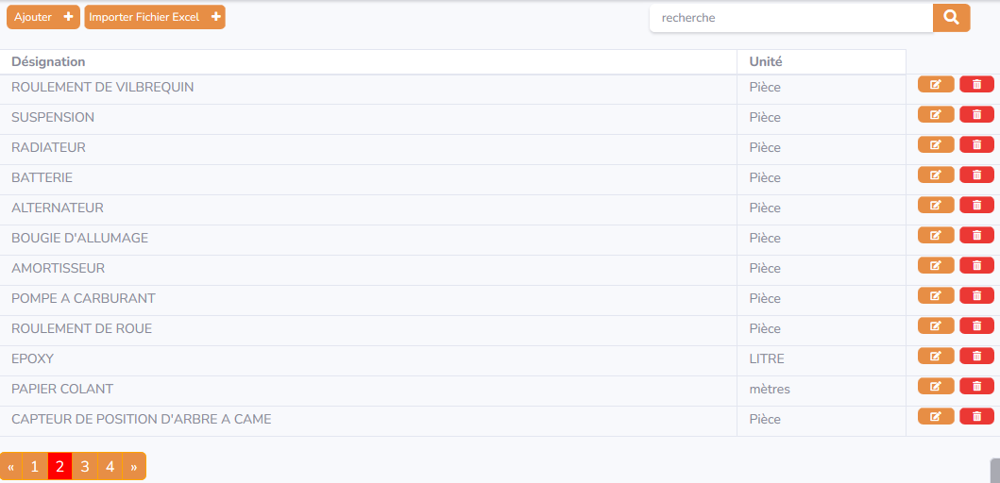 Ajouter + Importer Fichier Excel +
recherche
Désignation Unité
ROULEMENT DE VILBREQUIN Pièce
SUSPENSION Pièce
RADIATEUR Pièce
BATTERIE Pièce
ALTERNATEUR Pièce
BOUGIE D'ALLUMAGE Pièce
AMORTISSEUR Pièce
POMPE A CARBURANT Pièce
ROULEMENT DE ROUE Pièce
EPOXY LITRE
PAPIER COLANT mètres
CAPTEUR DE POSITION D'ARBRE A CAME Pièce
« 1 2 3 4 »